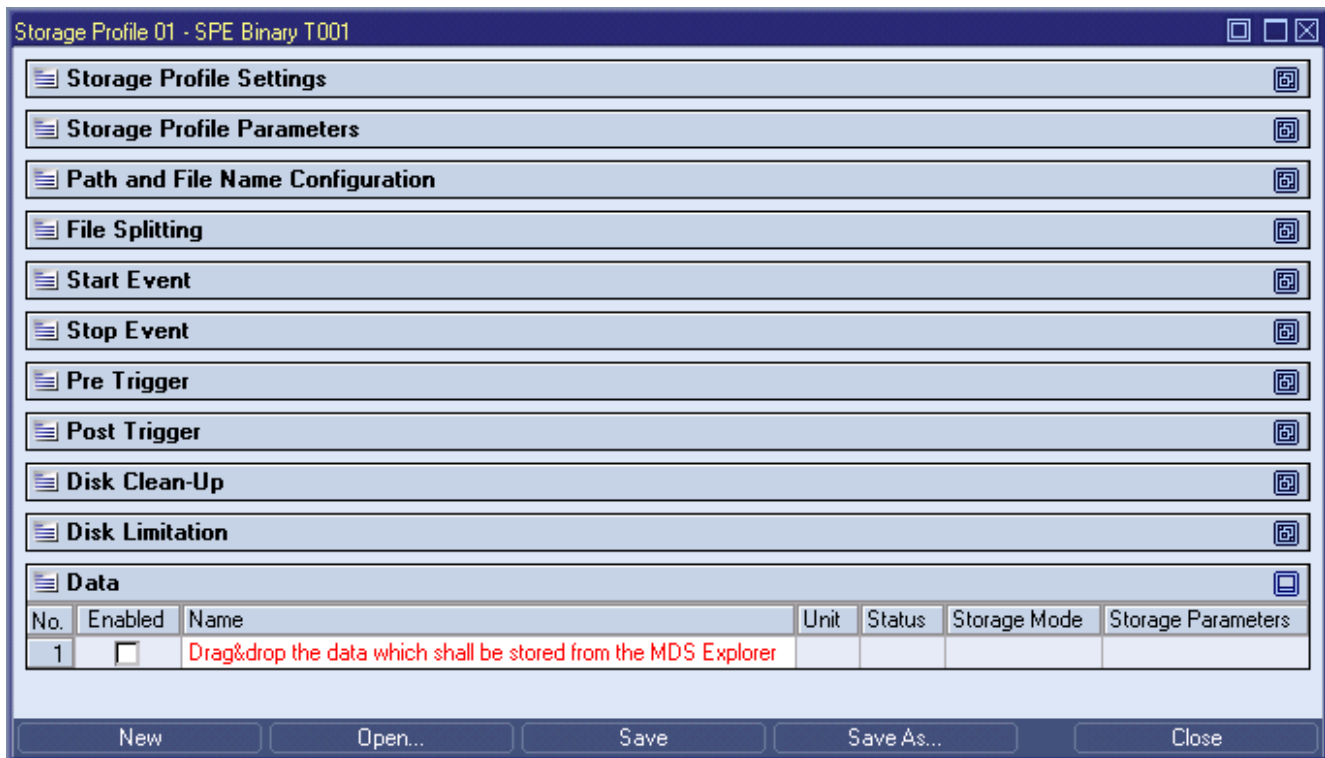 Storage Profile 01 - SPE Binary T001
Storage Profile Settings
Storage Profile Parameters
Path and File Name Configuration
File Splitting
Start Event
Stop Event
Pre Trigger
Post Trigger
Disk Clean-Up
Disk Limitation
Data
No. Enabled Name Unit Status Storage Mode Storage Parameters
1 Drag&drop the data which shall be stored from the MDS Explorer
New Open... Save Save As... Close